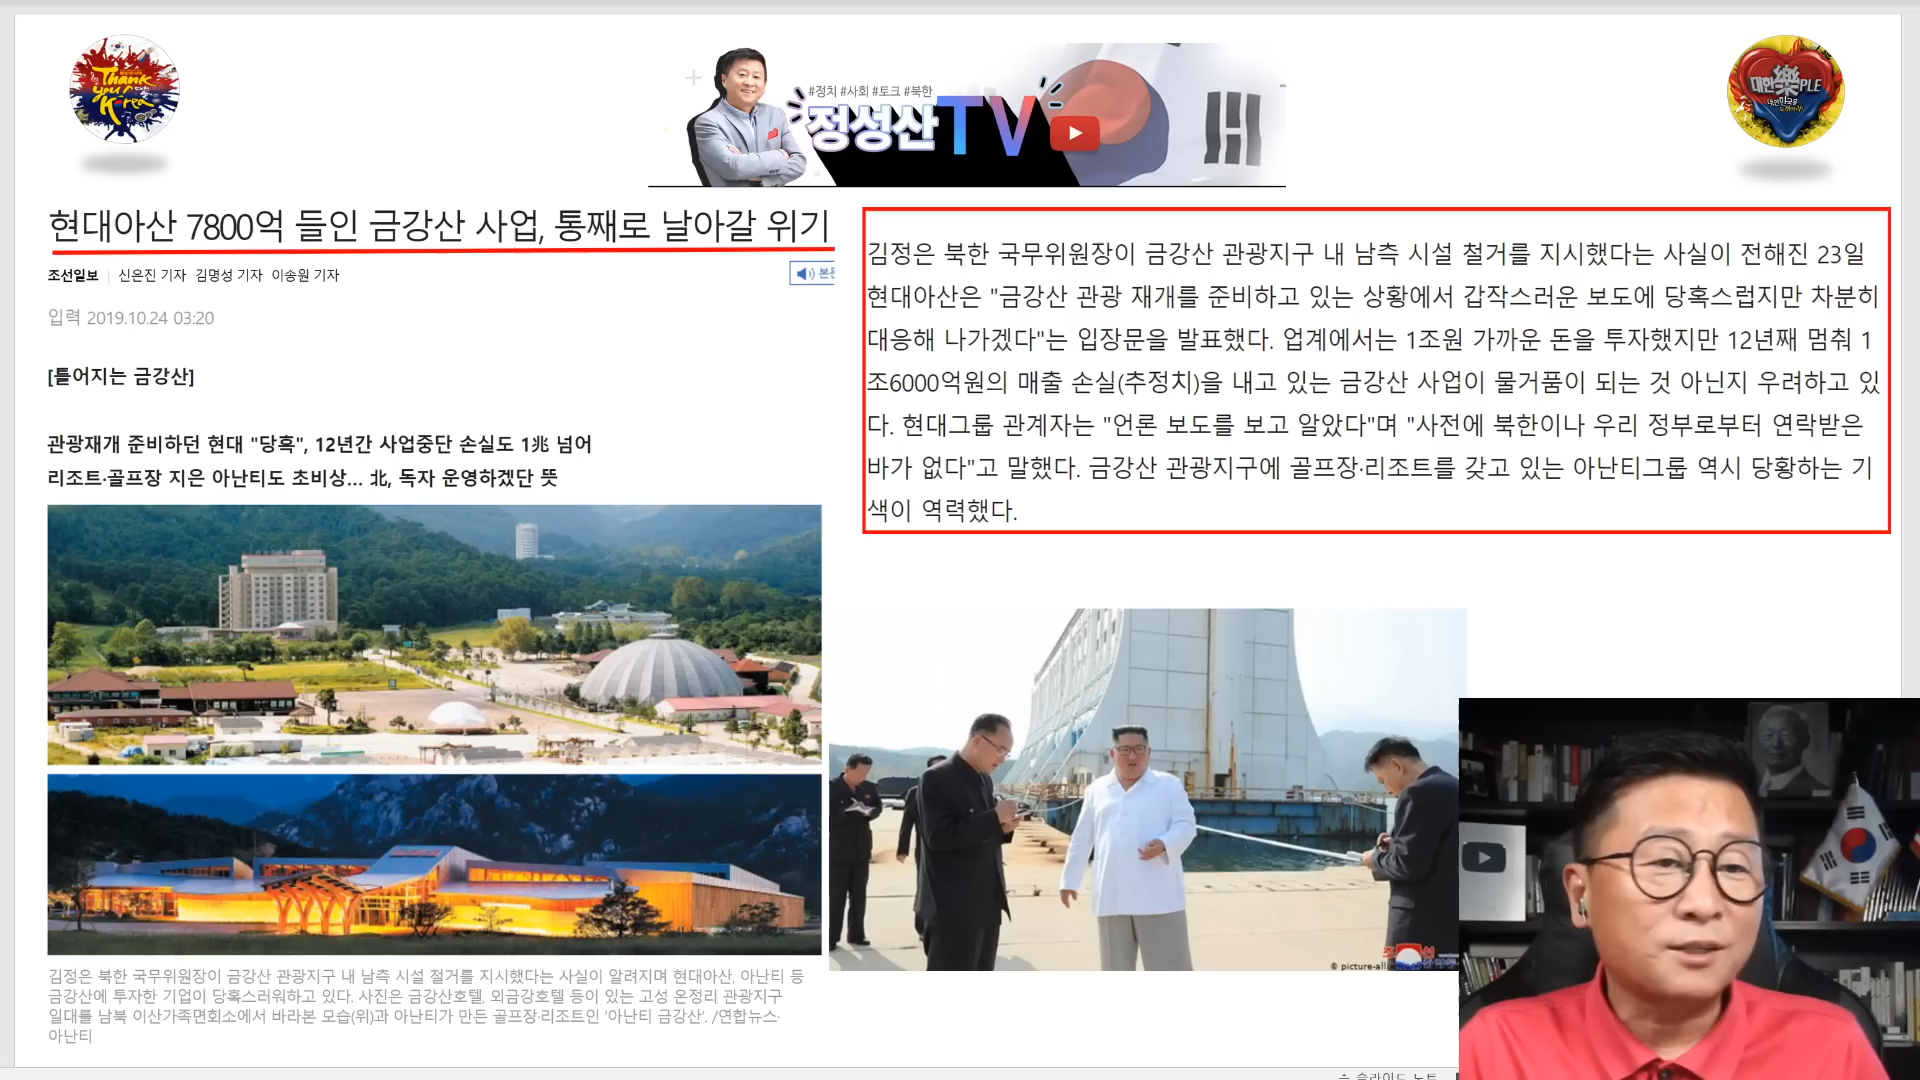 Thank you Korea
#정치 #사회 #토크 #북한
정성산TV
대한樂PLE
현대아산 7800억 들인 금강산 사업, 통째로 날아갈 위기
조선일보 신은진 기자 김명성 기자 이송원 기자
입력 2019.10.24 03:20
[틀어지는 금강산]
관광재개 준비하던 현대 "당혹", 12년간 사업중단 손실도 1兆 넘어
리조트·골프장 지은 아난티도 초비상... 北, 독자 운영하겠단 뜻
김정은 북한 국무위원장이 금강산 관광지구 내 남측 시설 철거를 지시했다는 사실이 알려지며 현대아산, 아난티 등
금강산에 투자한 기업이 당혹스러워하고 있다. 사진은 금강산호텔, 외금강호텔 등이 있는 고성 온정리 관광지구
일대를 남북 이산가족면회소에서 바라본 모습(위)과 아난티가 만든 골프장·리조트인 '아난티 금강산'. /연합뉴스·
아난티
김정은 북한 국무위원장이 금강산 관광지구 내 남측 시설 철거를 지시했다는 사실이 전해진 23일
현대아산은 "금강산 관광 재개를 준비하고 있는 상황에서 갑작스러운 보도에 당혹스럽지만 차분히
대응해 나가겠다"는 입장문을 발표했다. 업계에서는 1조원 가까운 돈을 투자했지만 12년째 멈춰 1
조6000억원의 매출 손실(추정치)을 내고 있는 금강산 사업이 물거품이 되는 것 아닌지 우려하고 있
다. 현대그룹 관계자는 "언론 보도를 보고 알았다"며 "사전에 북한이나 우리 정부로부터 연락받은
바가 없다"고 말했다. 금강산 관광지구에 골프장·리조트를 갖고 있는 아난티그룹 역시 당황하는 기
색이 역력했다.
© picture-allia
슬라이드 노트